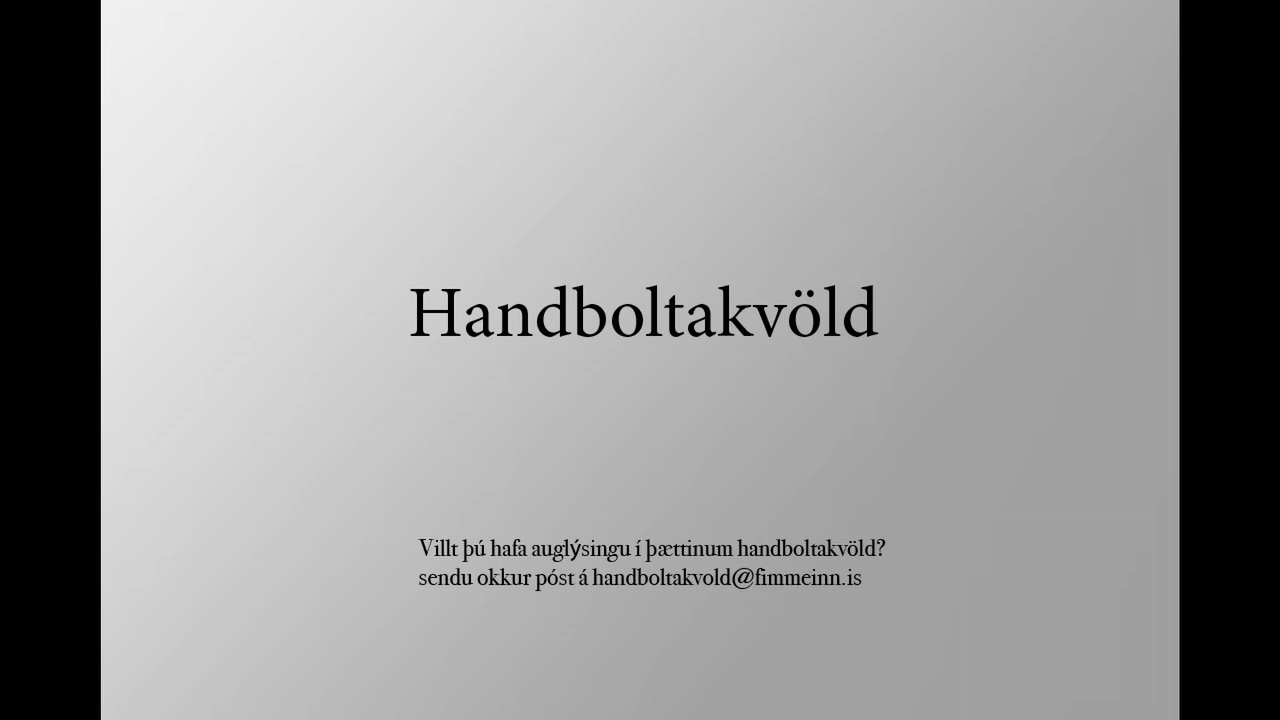 Handboltakvöld
Villt þú hafa auglýsingu í þættinum handboltakvöld?
sendu okkur póst á handboltakvold@fimmeinn.is